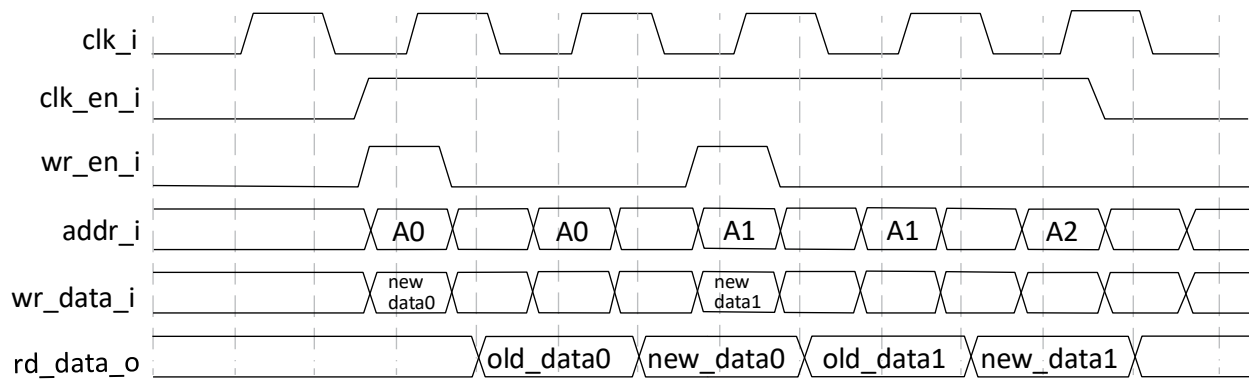 clk_i
clk_en_i
wr_en_i
addr_i A0 A0 A1 A1 A2
wr_data_i new data0 new data1
rd_data_o old_data0 new_data0 old_data1 new_data1